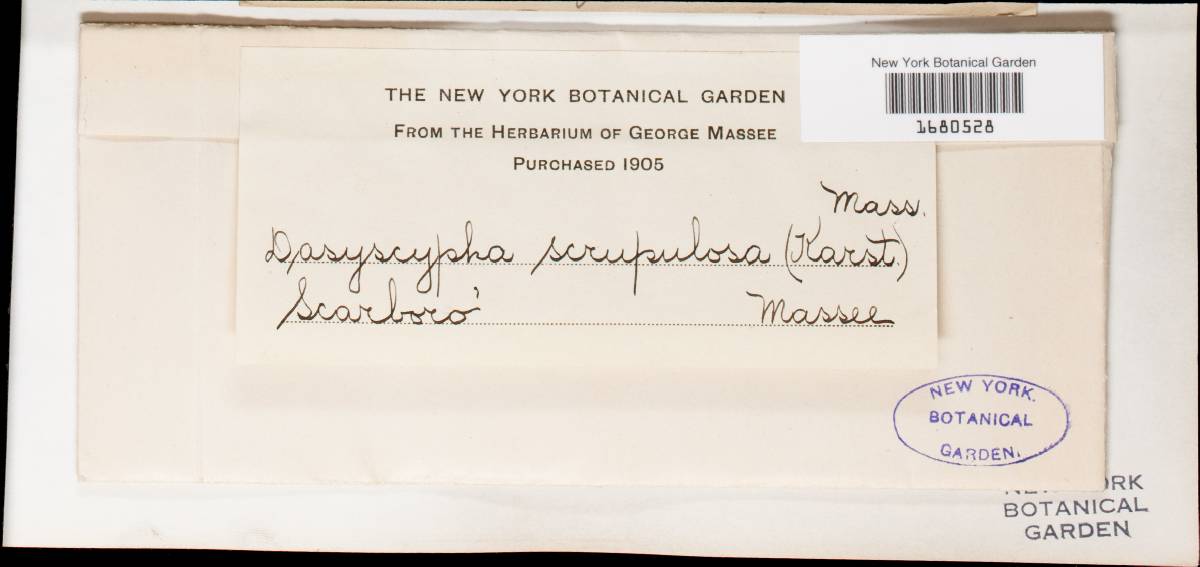 New York Botanical Garden
1680528
THE NEW YORK BOTANICAL GARDEN
FROM THE HERBARIUM OF GEORGE MASSEE
PURCHASED 1905
Mass.
Dasyscypha scrupulosa (Karst.)
Scarboro' Massee
NEW YORK.
BOTANICAL
GARDEN.
ORK
BOTANICAL
GARDEN